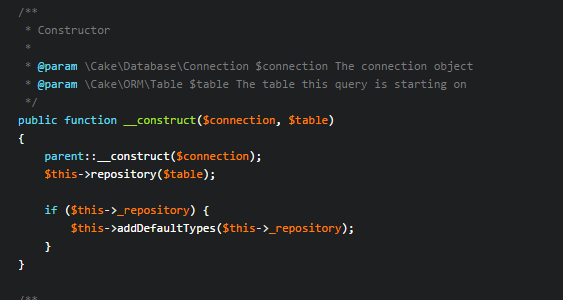 /**
 * Constructor
 *
 * @param \Cake\Database\Connection $connection The connection object
 * @param \Cake\ORM\Table $table The table this query is starting on
 */
public function __construct($connection, $table)
{
    parent::__construct($connection);
    $this->repository($table);

    if ($this->_repository) {
        $this->addDefaultTypes($this->_repository);
    }
}

/**